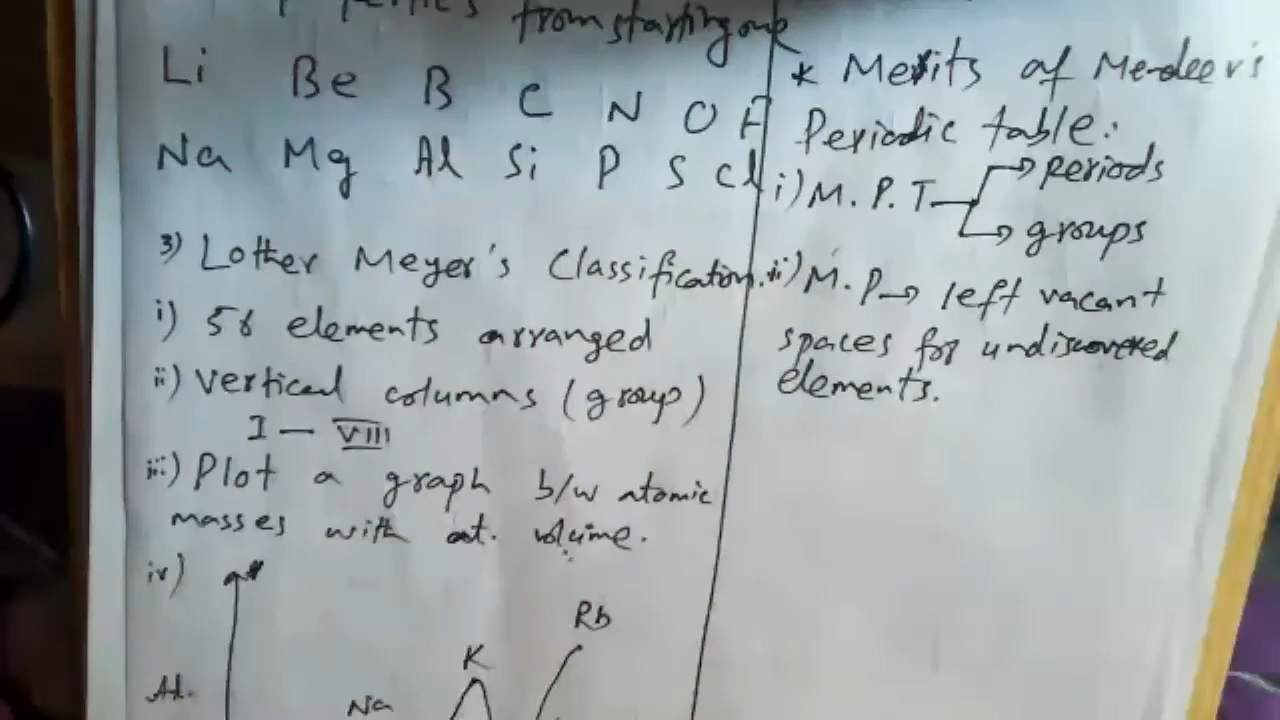 from starting one
Li Be B C N O F
Na Mg Al Si P S Cl
3) Lother Meyer's Classification.
i) 56 elements arranged
ii) vertical columns (group)
I — VIII
iii) Plot a graph b/w atomic
masses with at. volume.
iv)
Rb
K
At.
Na
* Merits of
Periodic table:
i) M. P. T → periods
→ groups
ii) M. P → left vacant
spaces for undiscovered
elements.